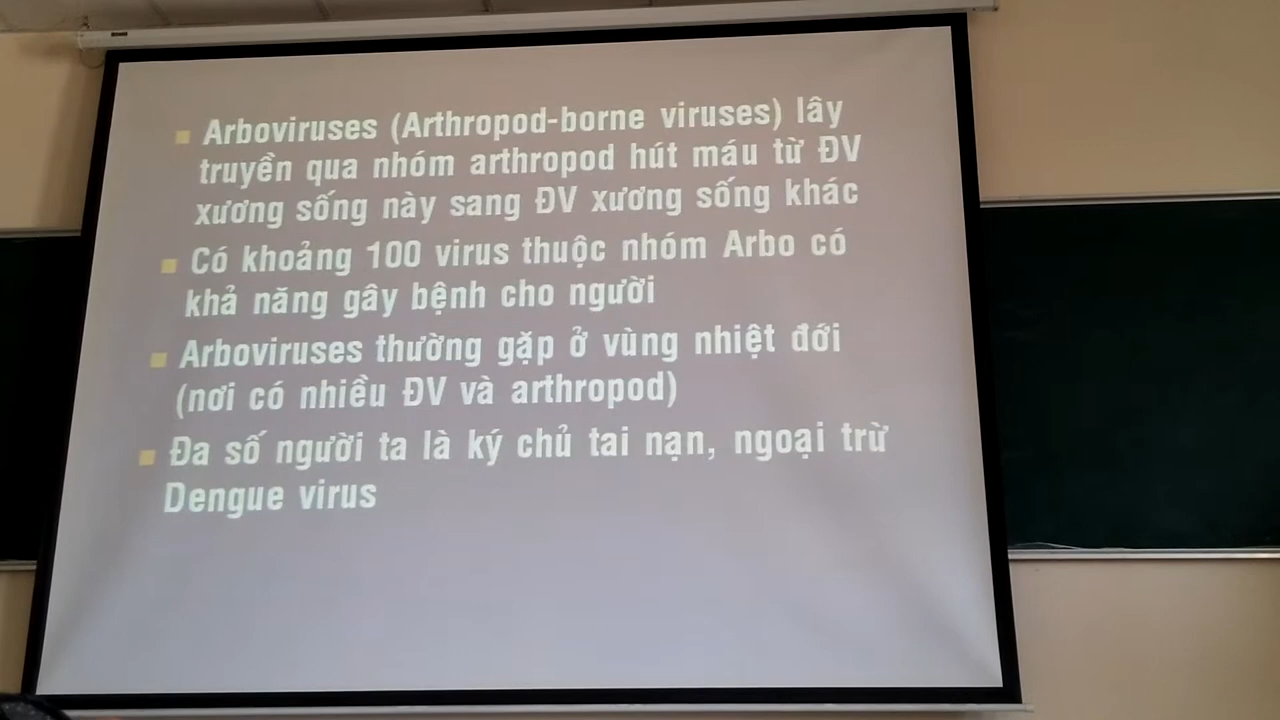 Arboviruses (Arthropod-borne viruses) lây
truyền qua nhóm arthropod hút máu từ ĐV
xương sống này sang ĐV xương sống khác
Có khoảng 100 virus thuộc nhóm Arbo có
khả năng gây bệnh cho người
Arboviruses thường gặp ở vùng nhiệt đới
(nơi có nhiều ĐV và arthropod)
Đa số người ta là ký chủ tai nạn, ngoại trừ
Dengue virus